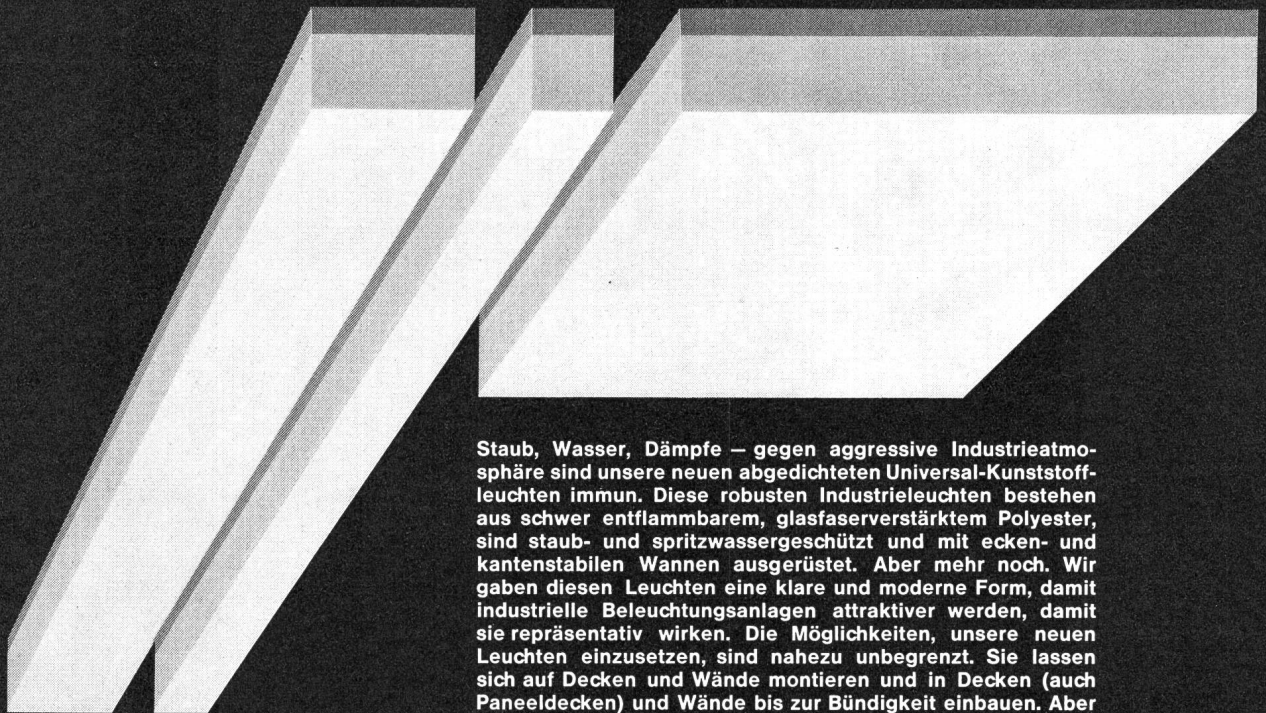 Staub, Wasser, Dämpfe — gegen aggressive Industrieatmo-
sphäre sind unsere neuen abgedichteten Universal-Kunststoff-
leuchten immun. Diese robusten Industrieleuchten bestehen
aus schwer entflammbarem, glasfaserverstärktem Polyester,
sind staub- und spritzwassergeschützt und mit ecken- und
kantenstabilen Wannen ausgerüstet. Aber mehr noch. Wir
gaben diesen Leuchten eine klare und moderne Form, damit
industrielle Beleuchtungsanlagen attraktiver werden, damit
sie repräsentativ wirken. Die Möglichkeiten, unsere neuen
Leuchten einzusetzen, sind nahezu unbegrenzt. Sie lassen
sich auf Decken und Wände montieren und in Decken (auch
Paneeldecken) und Wände bis zur Bündigkeit einbauen. Aber